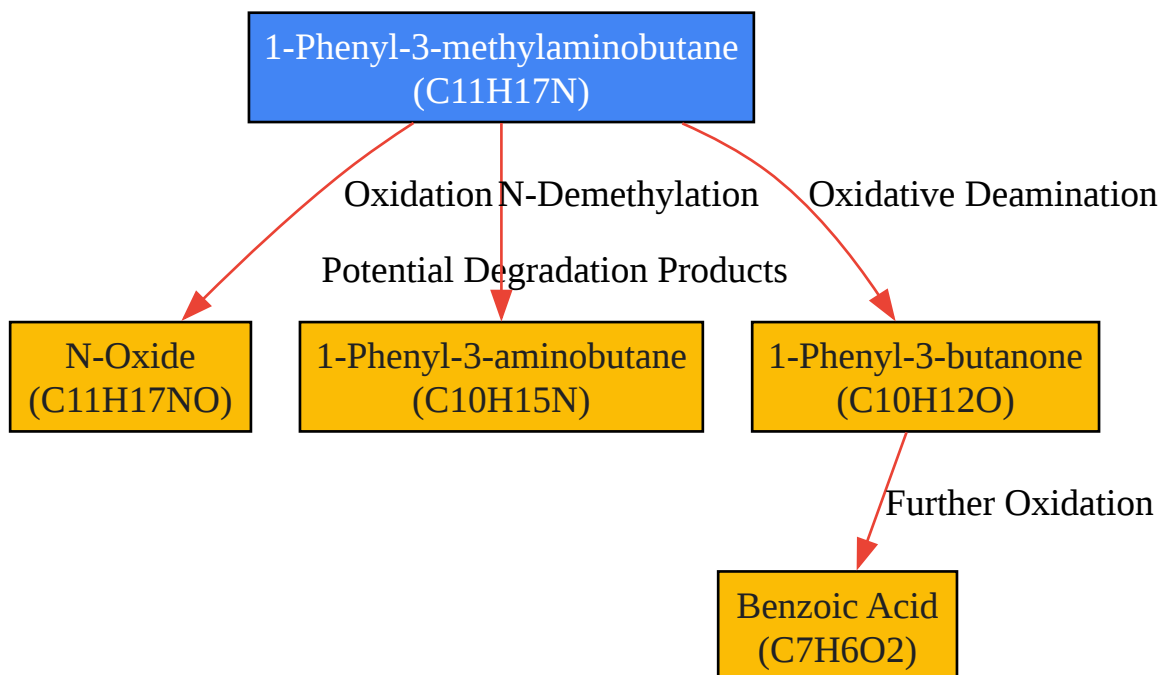 1-Phenyl-3-methylaminobutane
(C11H17N)
Oxidation
N-Demethylation
Oxidative Deamination
Potential Degradation Products
N-Oxide
(C11H17NO)
1-Phenyl-3-aminobutane
(C10H15N)
1-Phenyl-3-butanone
(C10H12O)
Further Oxidation
Benzoic Acid
(C7H6O2)